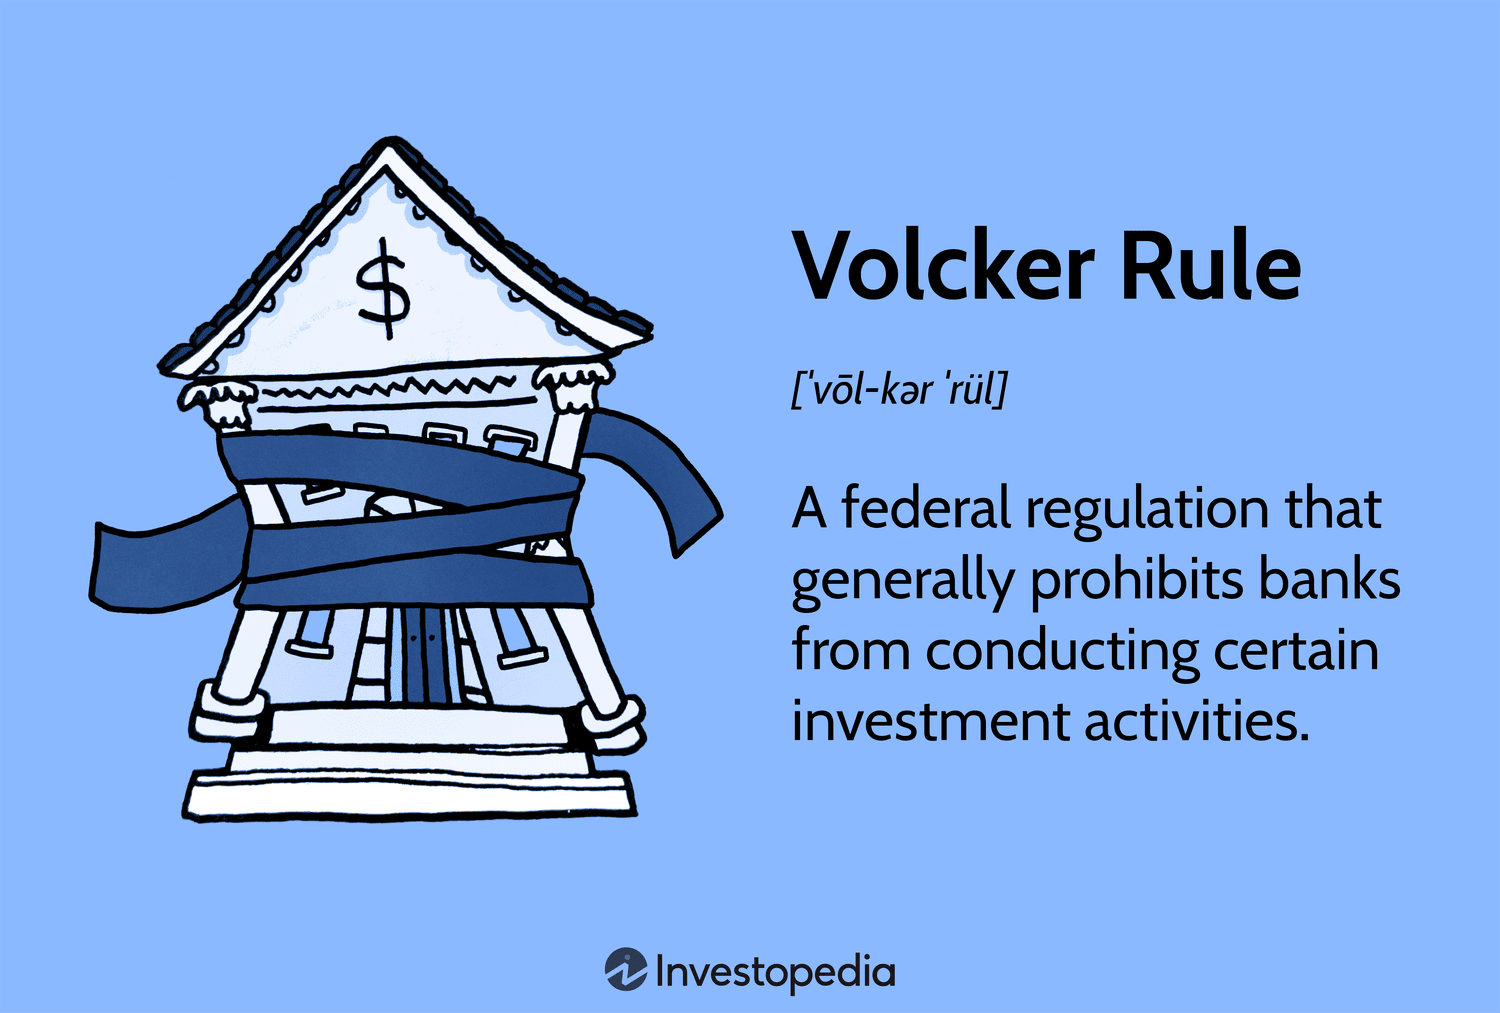 $
Volcker Rule
[ˈvōl-kər ˈrül]
A federal regulation that
generally prohibits banks
from conducting certain
investment activities.
Investopedia